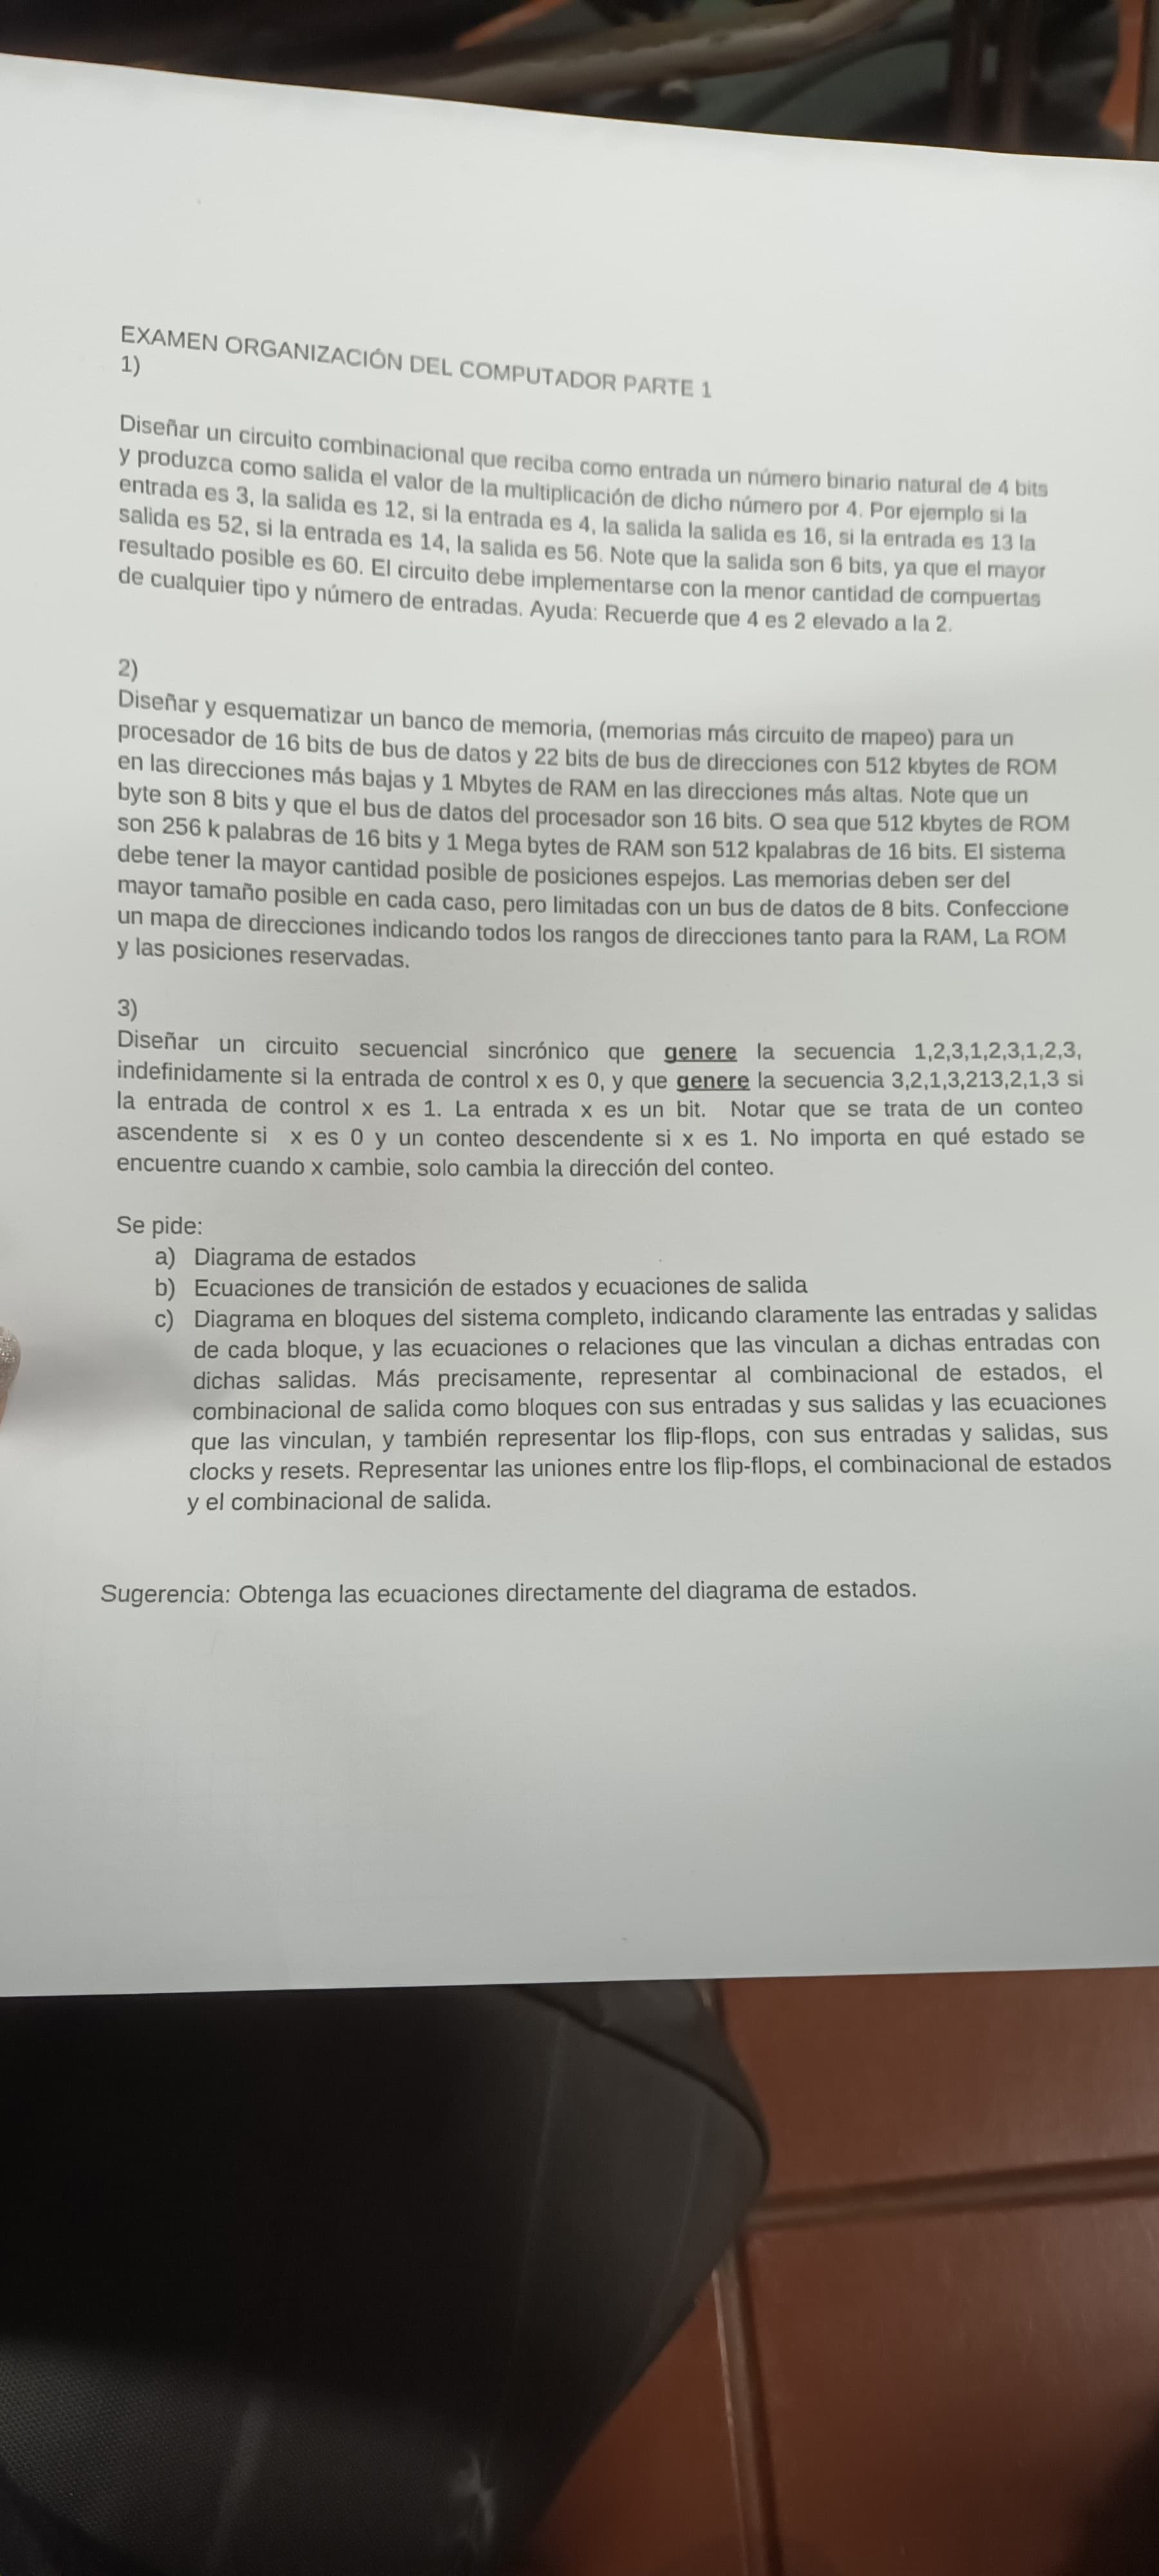 EXAMEN ORGANIZACIÓN DEL COMPUTADOR PARTE 1
1)
Diseñar un circuito combinacional que reciba como entrada un número binario natural de 4 bits
y produzca como salida el valor de la multiplicación de dicho número por 4. Por ejemplo si la
entrada es 3, la salida es 12, si la entrada es 4, la salida la salida es 16, si la entrada es 13 la
salida es 52, si la entrada es 14, la salida es 56. Note que la salida son 6 bits, ya que el mayor
resultado posible es 60. El circuito debe implementarse con la menor cantidad de compuertas
de cualquier tipo y número de entradas. Ayuda: Recuerde que 4 es 2 elevado a la 2.
2)
Diseñar y esquematizar un banco de memoria, (memorias más circuito de mapeo) para un
procesador de 16 bits de bus de datos y 22 bits de bus de direcciones con 512 kbytes de ROM
en las direcciones más bajas y 1 Mbytes de RAM en las direcciones más altas. Note que un
byte son 8 bits y que el bus de datos del procesador son 16 bits. O sea que 512 kbytes de ROM
son 256 k palabras de 16 bits y 1 Mega bytes de RAM son 512 kpalabras de 16 bits. El sistema
debe tener la mayor cantidad posible de posiciones espejos. Las memorias deben ser del
mayor tamaño posible en cada caso, pero limitadas con un bus de datos de 8 bits. Confeccione
un mapa de direcciones indicando todos los rangos de direcciones tanto para la RAM, La ROM
y las posiciones reservadas.
3)
Diseñar un circuito secuencial sincrónico que genere la secuencia 1,2,3,1,2,3,1,2,3,
indefinidamente si la entrada de control x es 0, y que genere la secuencia 3,2,1,3,213,2,1,3 si
la entrada de control x es 1. La entrada x es un bit. Notar que se trata de un conteo
ascendente si x es 0 y un conteo descendente si x es 1. No importa en qué estado se
encuentre cuando x cambie, solo cambia la dirección del conteo.
Se pide:
a) Diagrama de estados
b) Ecuaciones de transición de estados y ecuaciones de salida
c) Diagrama en bloques del sistema completo, indicando claramente las entradas y salidas
de cada bloque, y las ecuaciones o relaciones que las vinculan a dichas entradas con
dichas salidas. Más precisamente, representar al combinacional de estados, el
combinacional de salida como bloques con sus entradas y sus salidas y las ecuaciones
que las vinculan, y también representar los flip-flops, con sus entradas y salidas, sus
clocks y resets. Representar las uniones entre los flip-flops, el combinacional de estados
y el combinacional de salida.
Sugerencia: Obtenga las ecuaciones directamente del diagrama de estados.